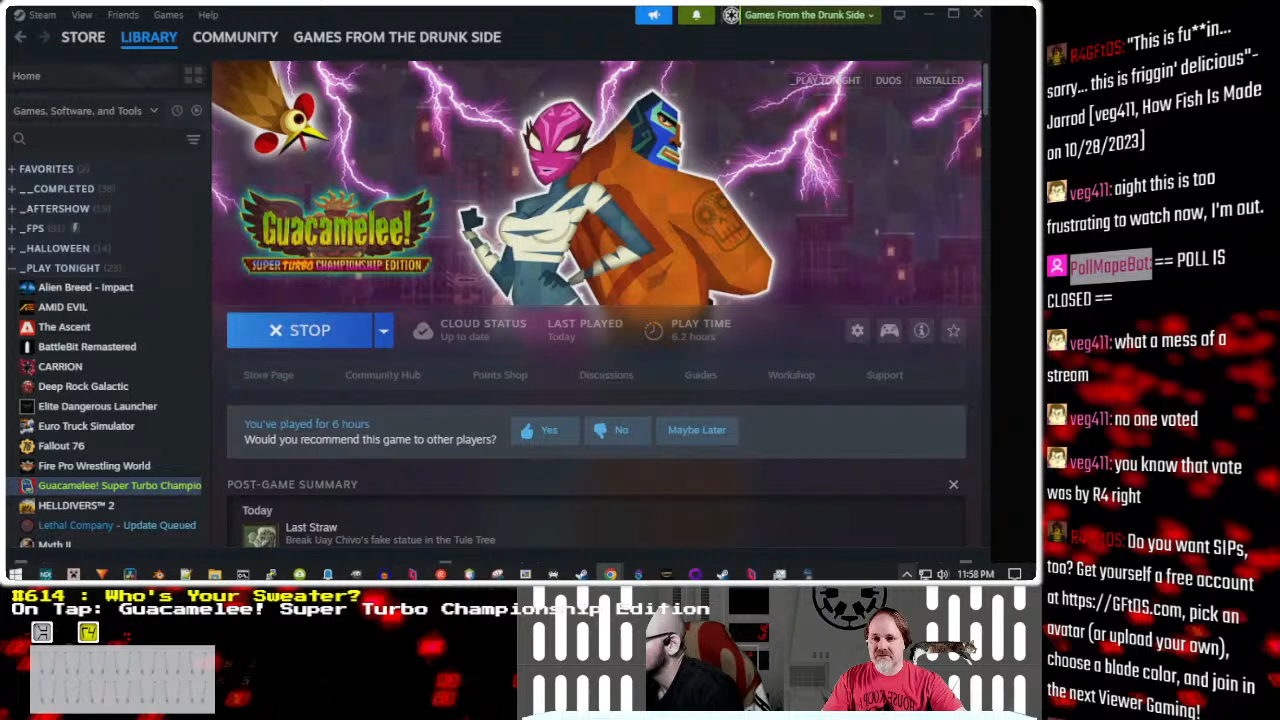 Steam View Friends Games Help
Games From the Drunk Side
STORE LIBRARY COMMUNITY GAMES FROM THE DRUNK SIDE
Home
Games, Software, and Tools
FAVORITES (2)
__COMPLETED (38)
_AFTERSHOW
_FPS
_HALLOWEEN (14)
_PLAY TONIGHT (23)
Alien Breed - Impact
AMID EVIL
The Ascent
BattleBit Remastered
CARRION
Deep Rock Galactic
Elite Dangerous Launcher
Euro Truck Simulator
Fallout 76
Fire Pro Wrestling World
Guacamelee! Super Turbo Champio
HELLDIVERS™ 2
Lethal Company - Update Queued
Myth II
_PLAY TONIGHT DUOS INSTALLED
Guacamelee!
SUPER TURBO CHAMPIONSHIP EDITION
STOP
CLOUD STATUS
Up to date
LAST PLAYED
Today
PLAY TIME
6.2 hours
Store Page Community Hub Points Shop Discussions Guides Workshop Support
You've played for 6 hours
Would you recommend this game to other players?
Yes No Maybe Later
POST-GAME SUMMARY
Today
Last Straw
Break Uay Chivo's fake statue in the Tule Tree
11:58 PM
#614 : Who's Your Sweater?
On Tap: Guacamelee! Super Turbo Championship Edition
R4GFtDS: "This is fu**in...
sorry... this is friggin' delicious"-
Jarrod [veg411, How Fish Is Made
on 10/28/2023]
veg411: aight this is too
frustrating to watch now, I'm out.
PollMapeBot: == POLL IS
CLOSED ==
veg411: what a mess of a
stream
veg411: no one voted
veg411: you know that vote
was by R4 right
R4GFtDS: Do you want SIPs,
too? Get yourself a free account
at https://GFtDS.com, pick an
avatar (or upload your own),
choose a blade color, and join in
the next Viewer Gaming!